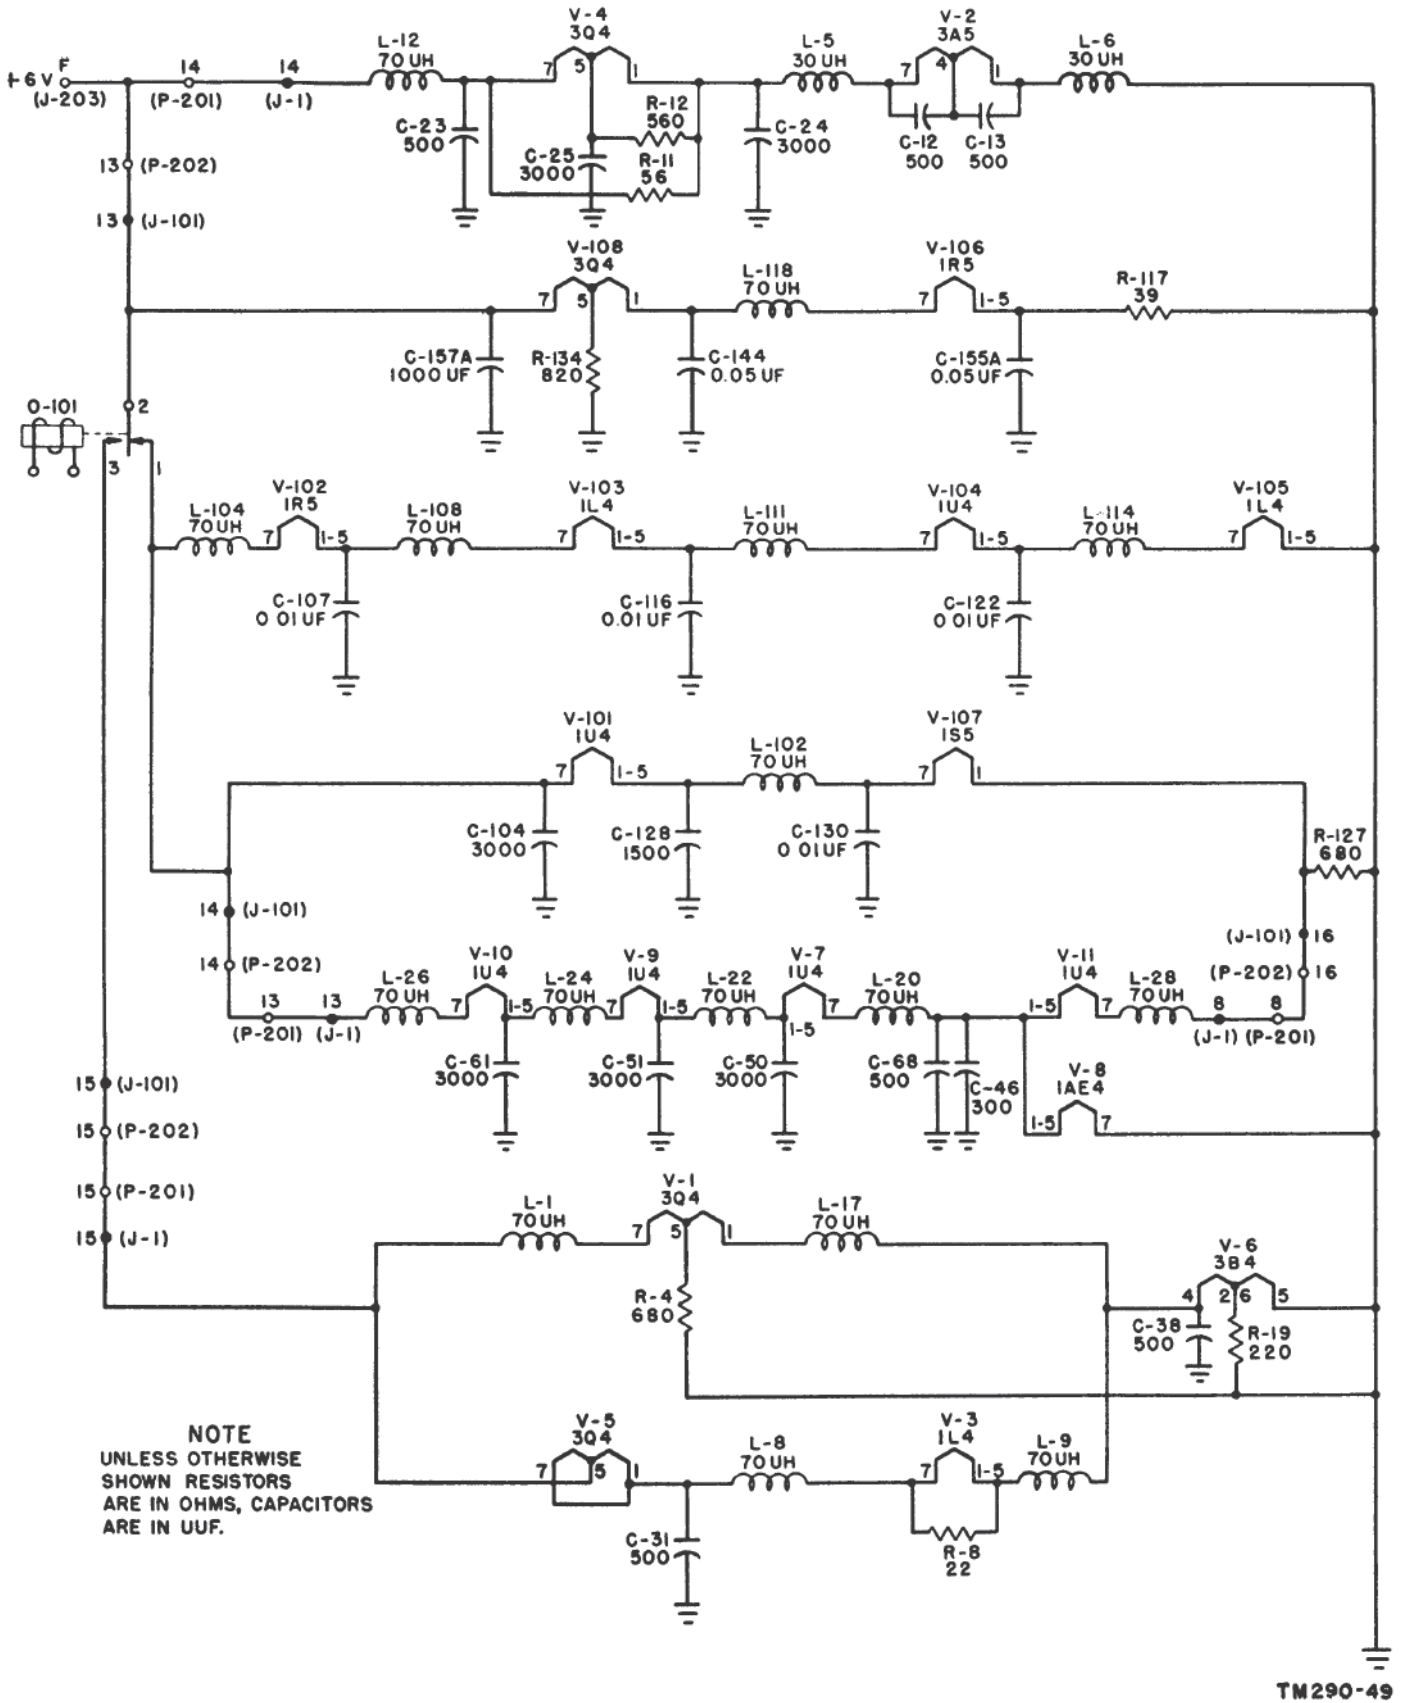 +6V F
(J-203)
14
(P-201)
14
(J-1)
L-12
70 UH
C-23
500
V-4
3Q4
7
5
1
C-25
3000
R-12
560
R-11
56
C-24
3000
L-5
30 UH
V-2
3A5
7
4
1
C-12
500
C-13
500
L-6
30 UH
13 (P-202)
13 (J-101)
V-108
3Q4
7
5
1
C-157A
1000 UF
R-134
820
C-144
0.05 UF
L-118
70 UH
V-106
1R5
7
1-5
C-155A
0.05 UF
R-117
39
O-101
2
3
1
L-104
70 UH
V-102
1R5
7
1-5
C-107
0 01 UF
L-108
70 UH
V-103
1L4
7
1-5
C-116
0.01 UF
L-111
70 UH
V-104
1U4
7
1-5
C-122
0 01 UF
L-114
70 UH
V-105
1L4
7
1-5
V-101
1U4
7
1-5
C-104
3000
C-128
1500
L-102
70 UH
C-130
0 01 UF
V-107
1S5
7
1
R-127
680
14 (J-101)
14 (P-202)
13
(P-201)
13
(J-1)
L-26
70 UH
V-10
1U4
7
1-5
C-61
3000
L-24
70 UH
V-9
1U4
7
1-5
C-51
3000
L-22
70 UH
V-7
1U4
1-5
7
C-50
3000
L-20
70 UH
C-68
500
C-46
300
V-11
1U4
1-5
7
L-28
70 UH
8
(J-1)
8
(P-201)
(J-101) 16
(P-202) 16
V-8
1AE4
1-5
7
15 (J-101)
15 (P-202)
15 (P-201)
15 (J-1)
L-1
70 UH
V-1
3Q4
7
5
1
R-4
680
L-17
70 UH
V-6
3B4
4
2 6
5
C-38
500
R-19
220
V-5
3Q4
7
5
1
C-31
500
L-8
70 UH
V-3
1L4
7
1-5
R-8
22
L-9
70 UH
NOTE
UNLESS OTHERWISE
SHOWN RESISTORS
ARE IN OHMS, CAPACITORS
ARE IN UUF.
TM290-49